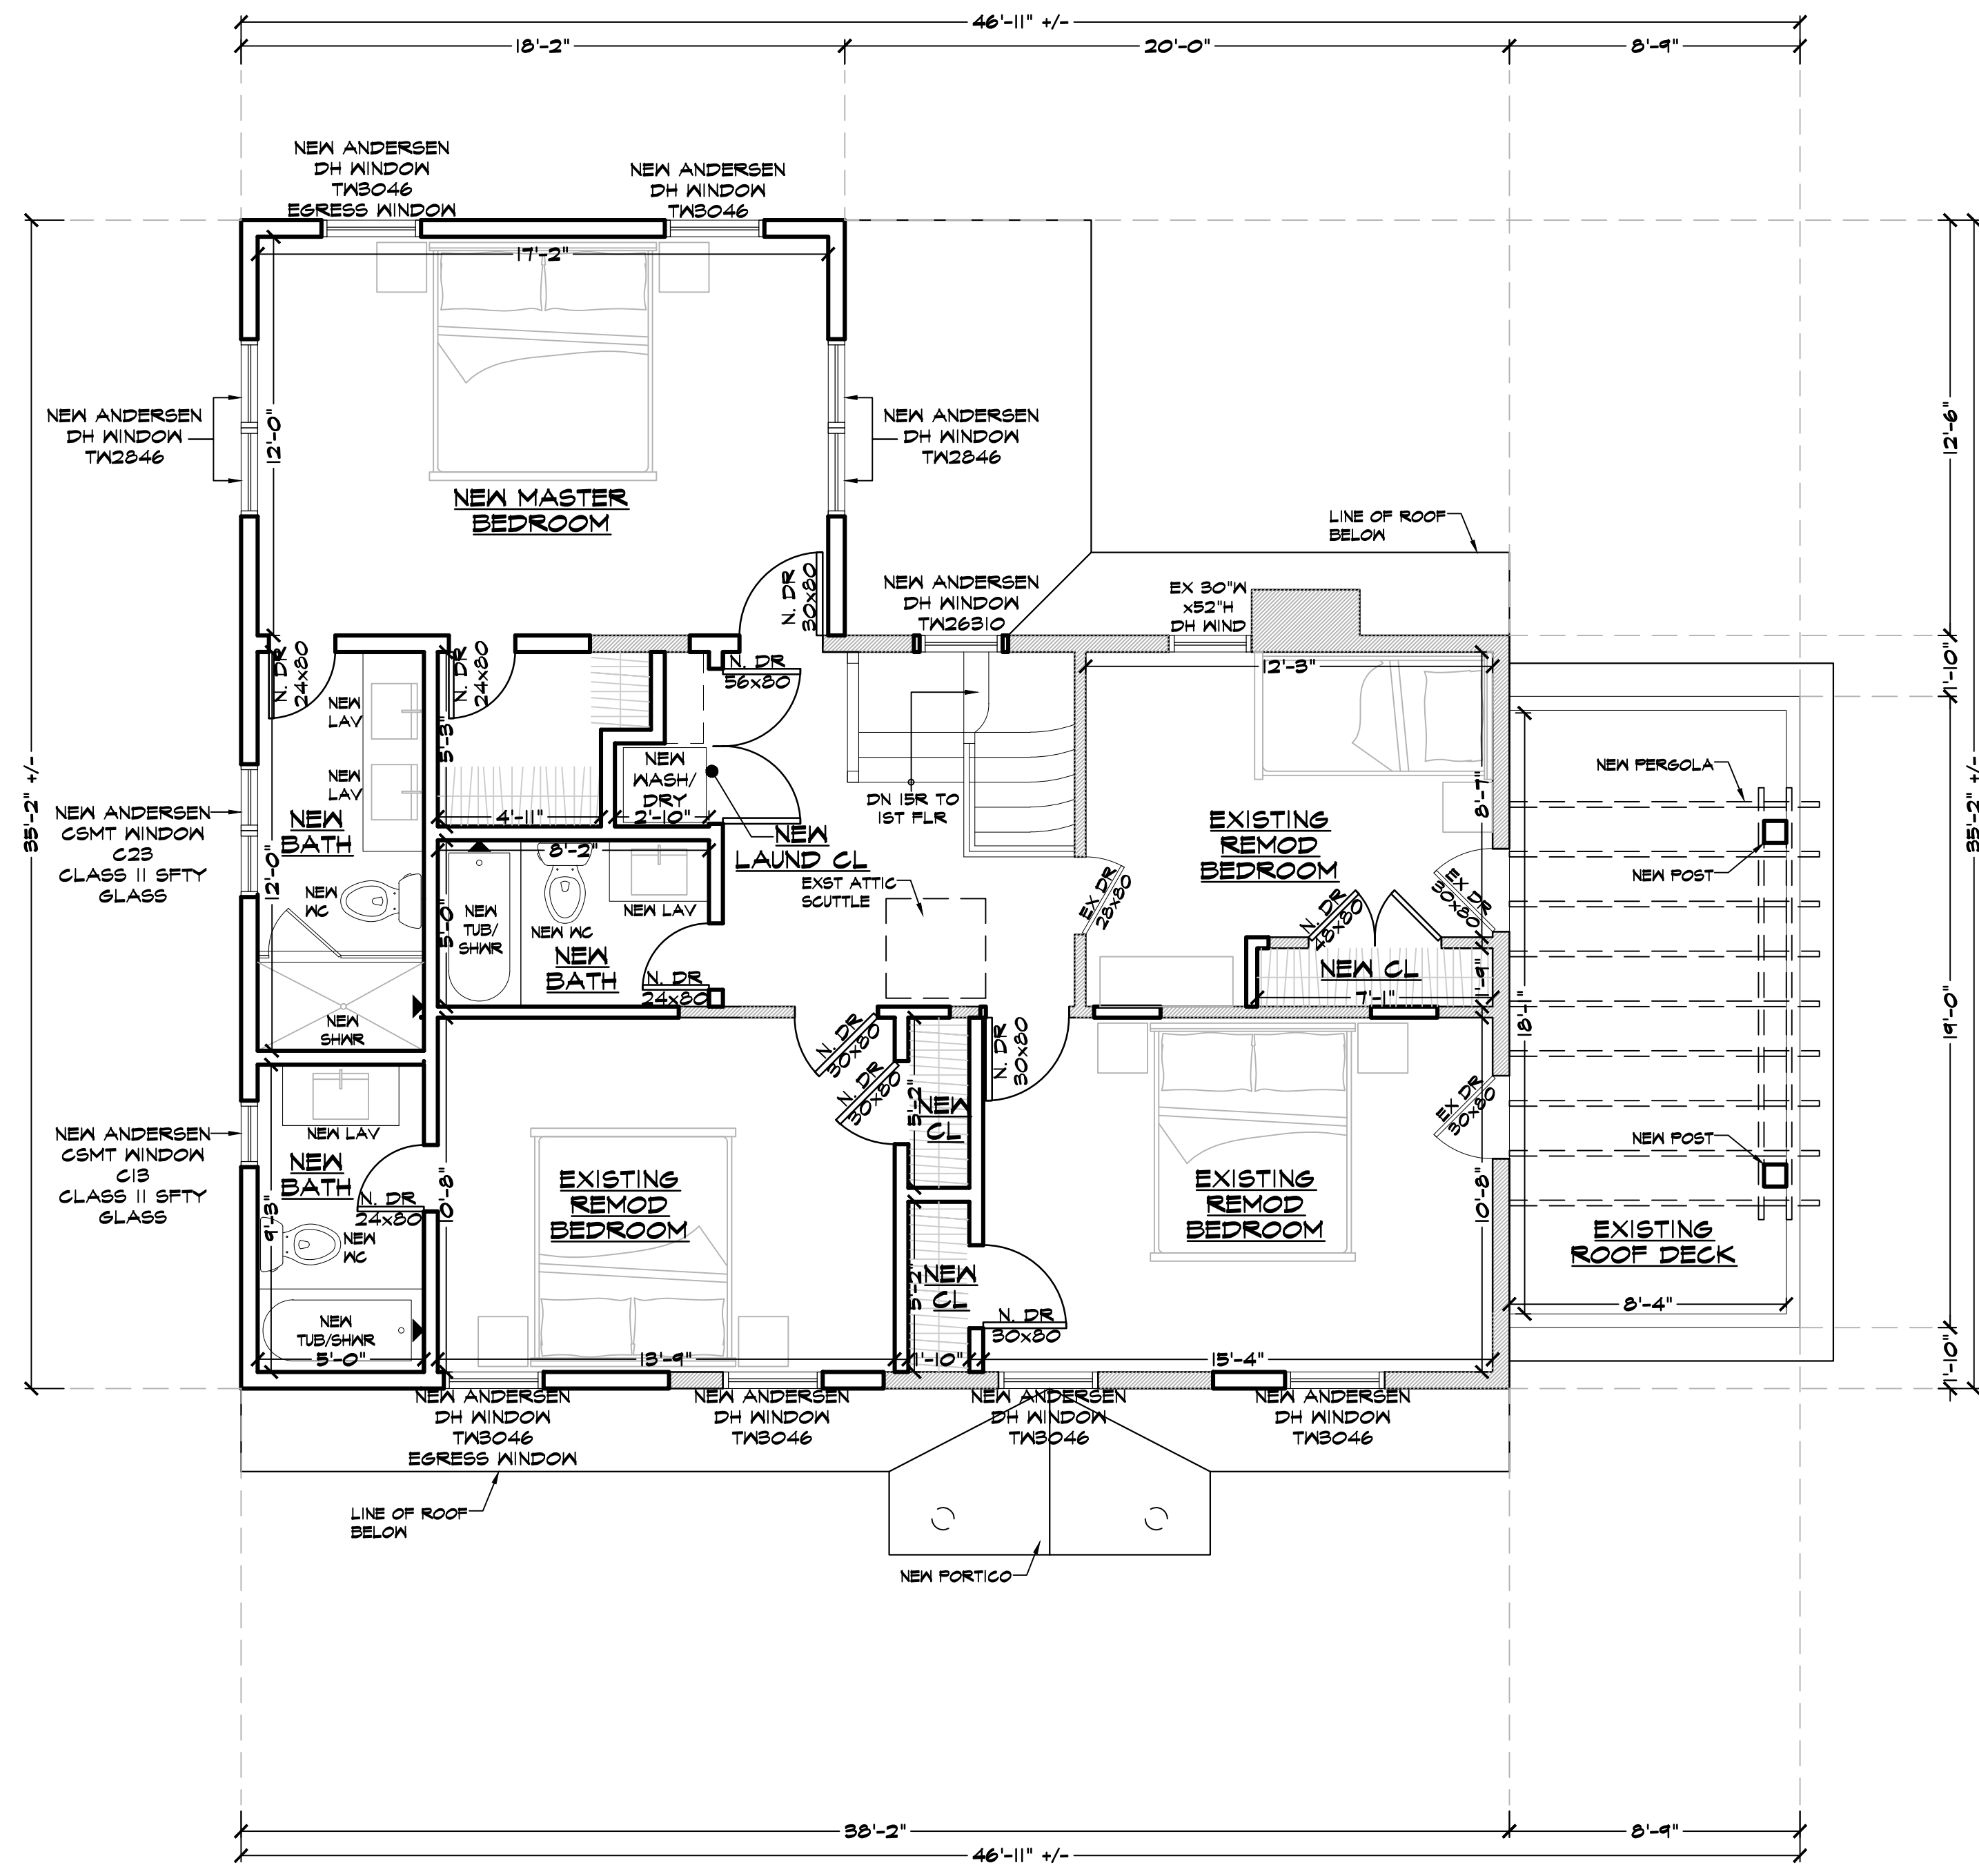 46'-11" +/-
18'-2"
20'-0"
8'-9"
NEW ANDERSEN
DH WINDOW
TW3046
EGRESS WINDOW
NEW ANDERSEN
DH WINDOW
TW3046
17'-2"
12'-0"
35'-2" +/-
NEW ANDERSEN
DH WINDOW
TW2846
NEW ANDERSEN
DH WINDOW
TW2846
12'-6"
35'-2" +/-
NEW MASTER
BEDROOM
LINE OF ROOF
BELOW
N. DR
30x80
NEW ANDERSEN
DH WINDOW
TW26310
EX 30"W
x52"H
DH WIND
N. DR
24x80
N. DR
24x80
N. DR
56x80
12'-3"
1'-10"
NEW
LAV
NEW
LAV
5'-3"
NEW
WASH/
DRY
4'-11"
2'-10"
DN 15R TO
1ST FLR
8'-7"
NEW PERGOLA
NEW ANDERSEN
CSMT WINDOW
C23
CLASS II SFTY
GLASS
NEW
BATH
12'-0"
8'-2"
NEW
LAUND CL
EXST ATTIC
SCUTTLE
EXISTING
REMOD
BEDROOM
EX DR
28x80
EX DR
30x80
NEW POST
NEW
WC
NEW
TUB/
SHWR
5'-0"
NEW WC
NEW LAV
NEW
BATH
N. DR
24x80
N. DR
48x80
NEW CL
1'-9"
7'-1"
18'-1"
19'-0"
NEW
SHWR
N. DR
30x80
N. DR
30x80
N. DR
30x80
5'-2"
NEW
CL
EX DR
30x80
NEW ANDERSEN
CSMT WINDOW
C13
CLASS II SFTY
GLASS
NEW LAV
NEW
BATH
9'-3"
N. DR
24x80
10'-8"
NEW
WC
EXISTING
REMOD
BEDROOM
EXISTING
REMOD
BEDROOM
10'-8"
NEW POST
EXISTING
ROOF DECK
5'-2"
NEW
CL
N. DR
30x80
8'-4"
NEW
TUB/SHWR
5'-0"
13'-9"
1'-10"
15'-4"
1'-10"
NEW ANDERSEN
DH WINDOW
TW3046
EGRESS WINDOW
NEW ANDERSEN
DH WINDOW
TW3046
NEW ANDERSEN
DH WINDOW
TW3046
NEW ANDERSEN
DH WINDOW
TW3046
LINE OF ROOF
BELOW
NEW PORTICO
38'-2"
8'-9"
46'-11" +/-